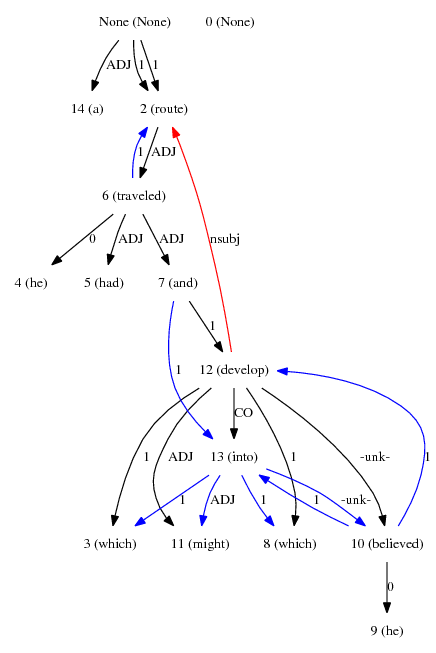 None (None) 0 (None)
ADJ 1 1
14 (a) 2 (route)
1 ADJ
6 (traveled)
0 ADJ ADJ nsubj
4 (he) 5 (had) 7 (and)
1
1 12 (develop)
CO
1 ADJ 13 (into) 1 -unk- 1
1 ADJ 1 1 -unk-
3 (which) 11 (might) 8 (which) 10 (believed)
0
9 (he)